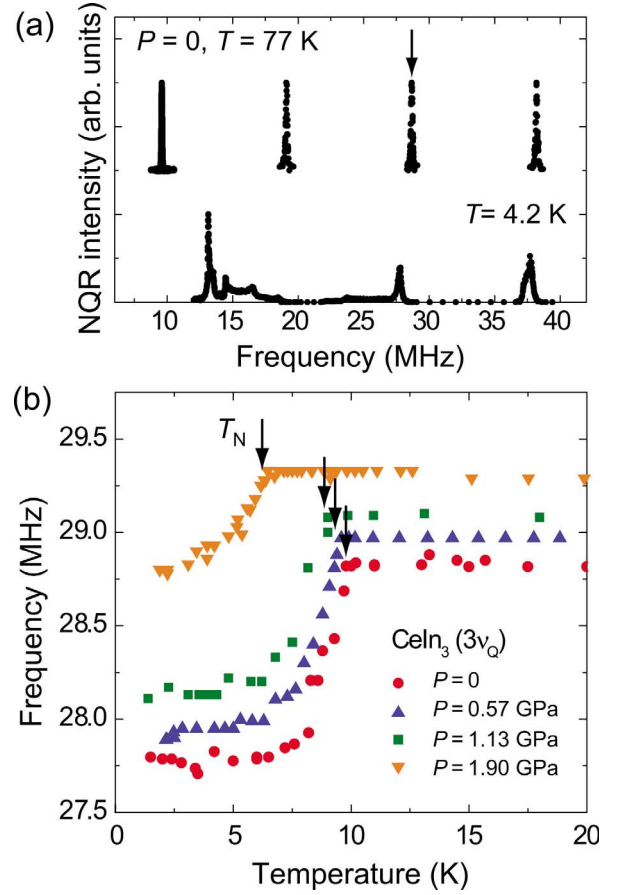 (a)
P = 0, T = 77 K
T= 4.2 K
NQR intensity (arb. units)
10 15 20 25 30 35 40
Frequency (MHz)
(b)
29.5
T_N
29.0
28.5
28.0
27.5
Frequency (MHz)
CeIn₃ (3ν_Q)
P = 0
P = 0.57 GPa
P = 1.13 GPa
P = 1.90 GPa
0 5 10 15 20
Temperature (K)